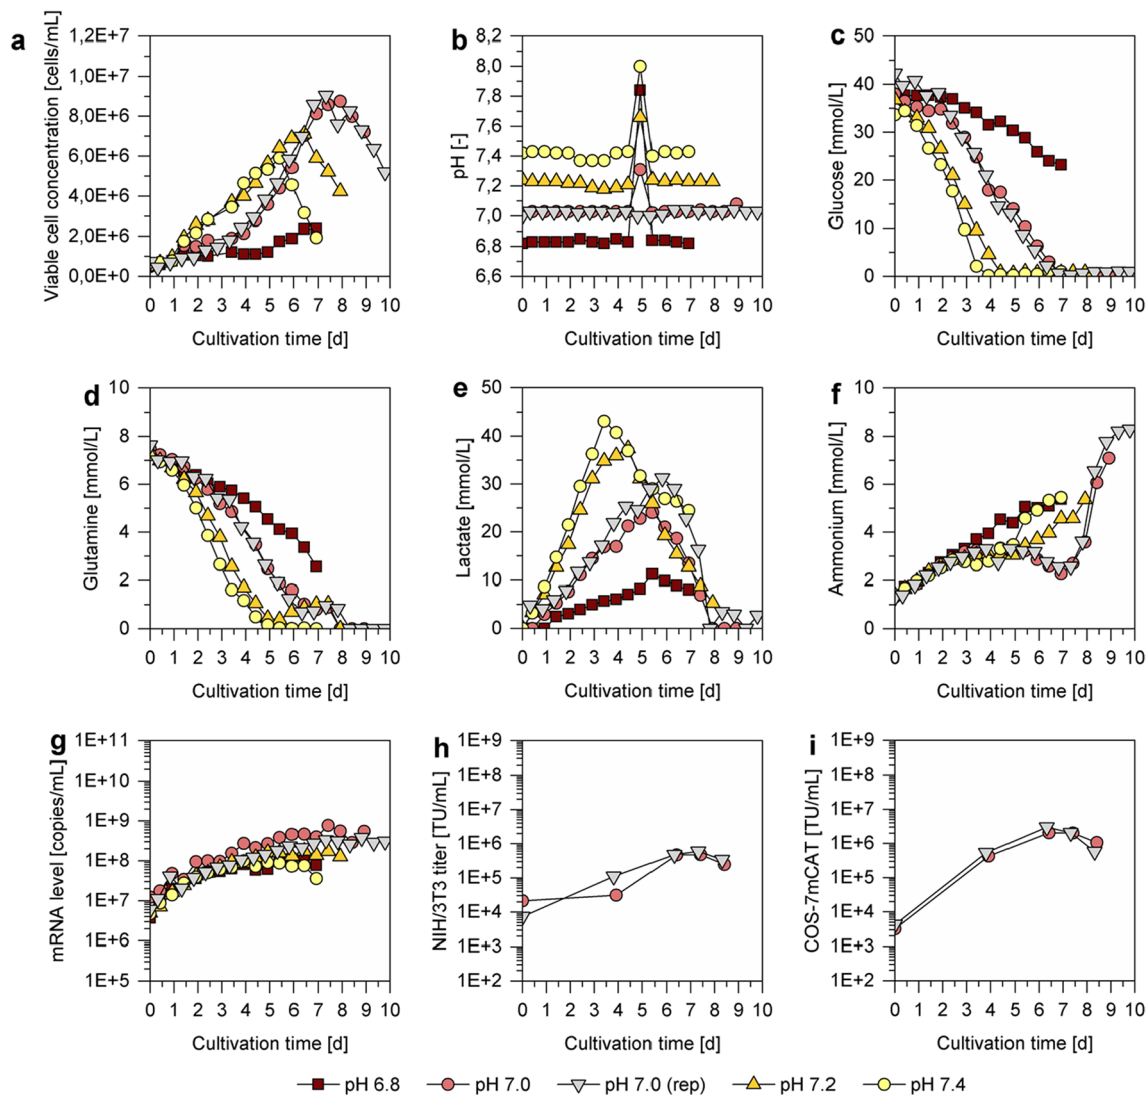 a
Viable cell concentration [cells/mL]
1,2E+7
1,0E+7
8,0E+6
6,0E+6
4,0E+6
2,0E+6
0,0E+0
0 1 2 3 4 5 6 7 8 9 10
Cultivation time [d]
b
pH [-]
8,2
8,0
7,8
7,6
7,4
7,2
7,0
6,8
6,6
0 1 2 3 4 5 6 7 8 9 10
Cultivation time [d]
c
Glucose [mmol/L]
50
40
30
20
10
0
0 1 2 3 4 5 6 7 8 9 10
Cultivation time [d]
d
Glutamine [mmol/L]
10
8
6
4
2
0
0 1 2 3 4 5 6 7 8 9 10
Cultivation time [d]
e
Lactate [mmol/L]
50
40
30
20
10
0
0 1 2 3 4 5 6 7 8 9 10
Cultivation time [d]
f
Ammonium [mmol/L]
10
8
6
4
2
0
0 1 2 3 4 5 6 7 8 9 10
Cultivation time [d]
g
mRNA level [copies/mL]
1E+11
1E+10
1E+9
1E+8
1E+7
1E+6
1E+5
0 1 2 3 4 5 6 7 8 9 10
Cultivation time [d]
h
NIH/3T3 titer [TU/mL]
1E+9
1E+8
1E+7
1E+6
1E+5
1E+4
1E+3
1E+2
0 1 2 3 4 5 6 7 8 9 10
Cultivation time [d]
i
COS-7mCAT [TU/mL]
1E+9
1E+8
1E+7
1E+6
1E+5
1E+4
1E+3
1E+2
0 1 2 3 4 5 6 7 8 9 10
Cultivation time [d]
pH 6.8 pH 7.0 pH 7.0 (rep) pH 7.2 pH 7.4